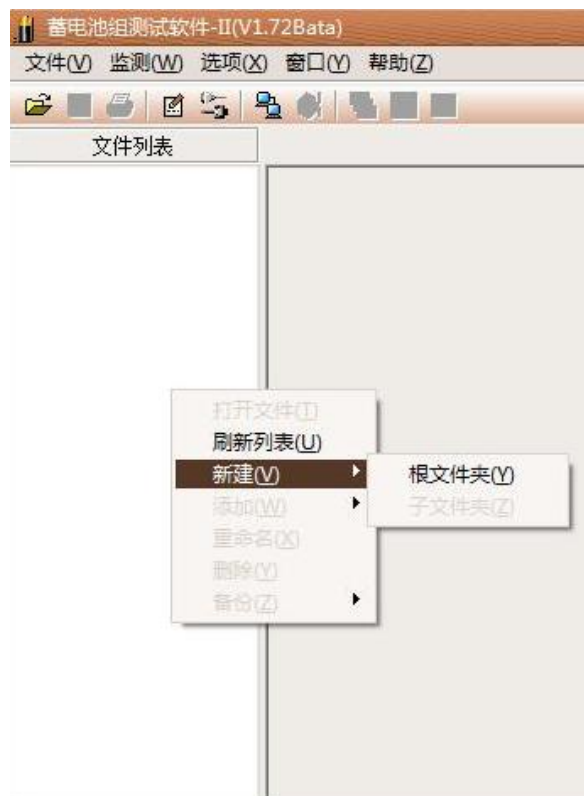 蓄电池组测试软件-II(V1.72Bata)
文件(V) 监测(W) 选项(X) 窗口(Y) 帮助(Z)
文件列表
打开文件(T)
刷新列表(U)
新建(V) 根文件夹(Y)
添加(W) 子文件夹(Z)
重命名(X)
删除(Y)
备份(Z)